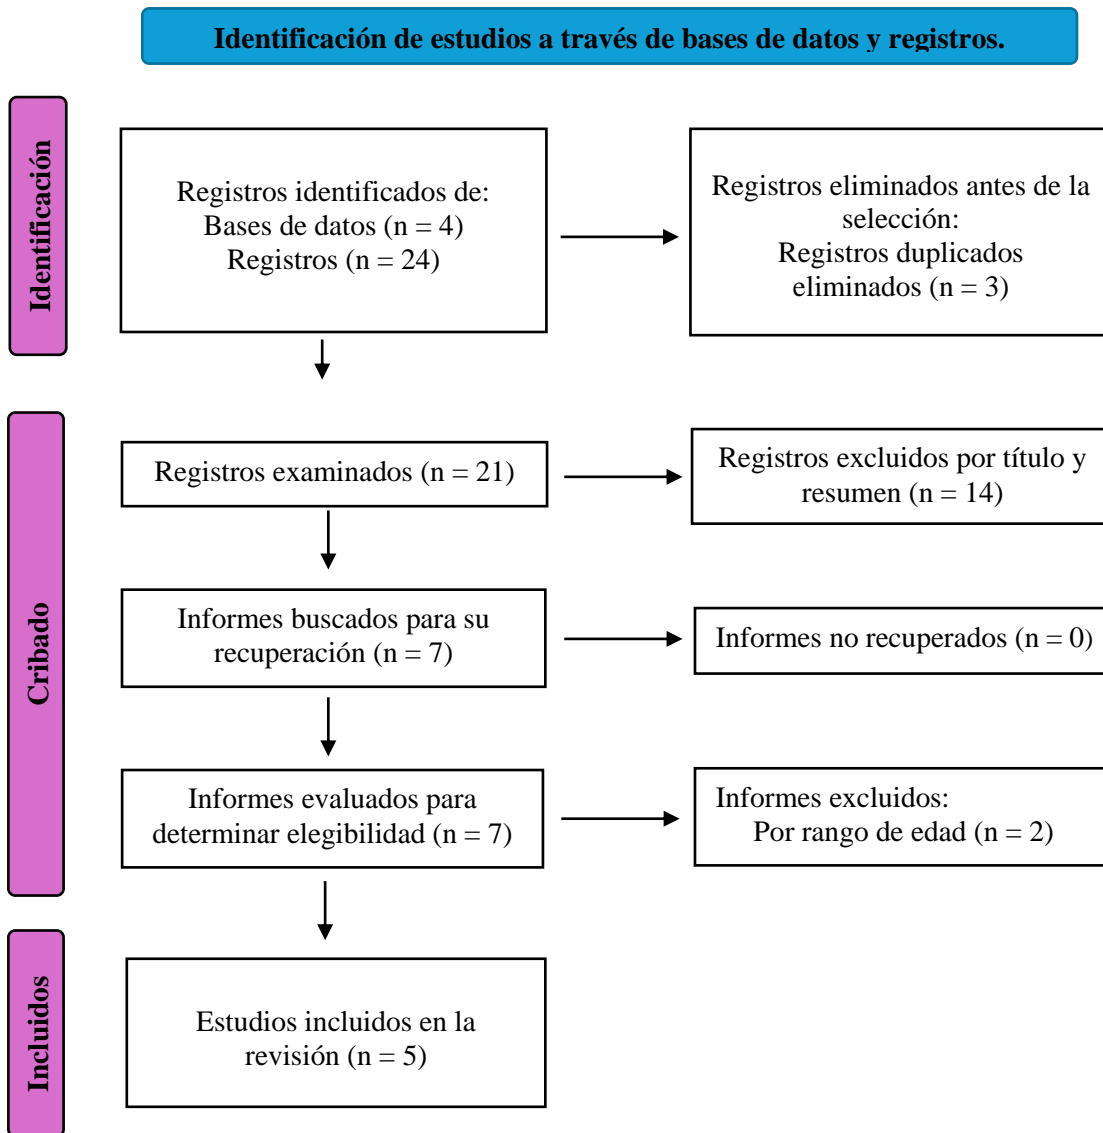 Identificación de estudios a través de bases de datos y registros.
Identificación
Registros identificados de:
Bases de datos (n = 4)
Registros (n = 24)
Registros eliminados antes de la
selección:
Registros duplicados
eliminados (n = 3)
Cribado
Registros examinados (n = 21)
Registros excluidos por título y
resumen (n = 14)
Informes buscados para su
recuperación (n = 7)
Informes no recuperados (n = 0)
Informes evaluados para
determinar elegibilidad (n = 7)
Informes excluidos:
Por rango de edad (n = 2)
Incluidos
Estudios incluidos en la
revisión (n = 5)